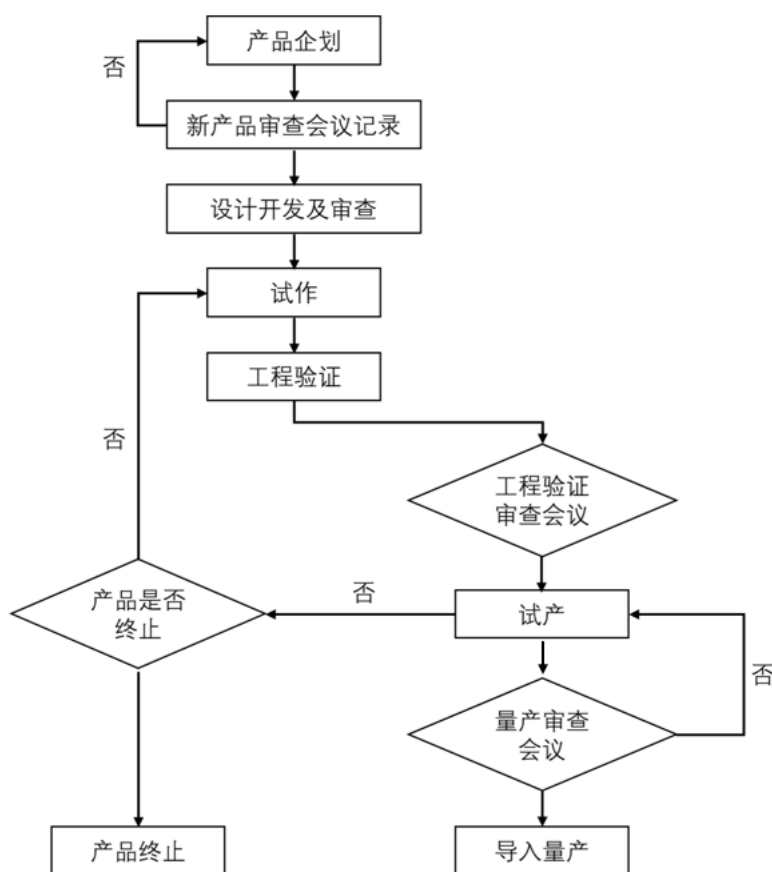 产品企划
否
新产品审查会议记录
设计开发及审查
试作
工程验证
否
工程验证
审查会议
产品是否
终止
否
试产
否
量产审查
会议
产品终止
导入量产